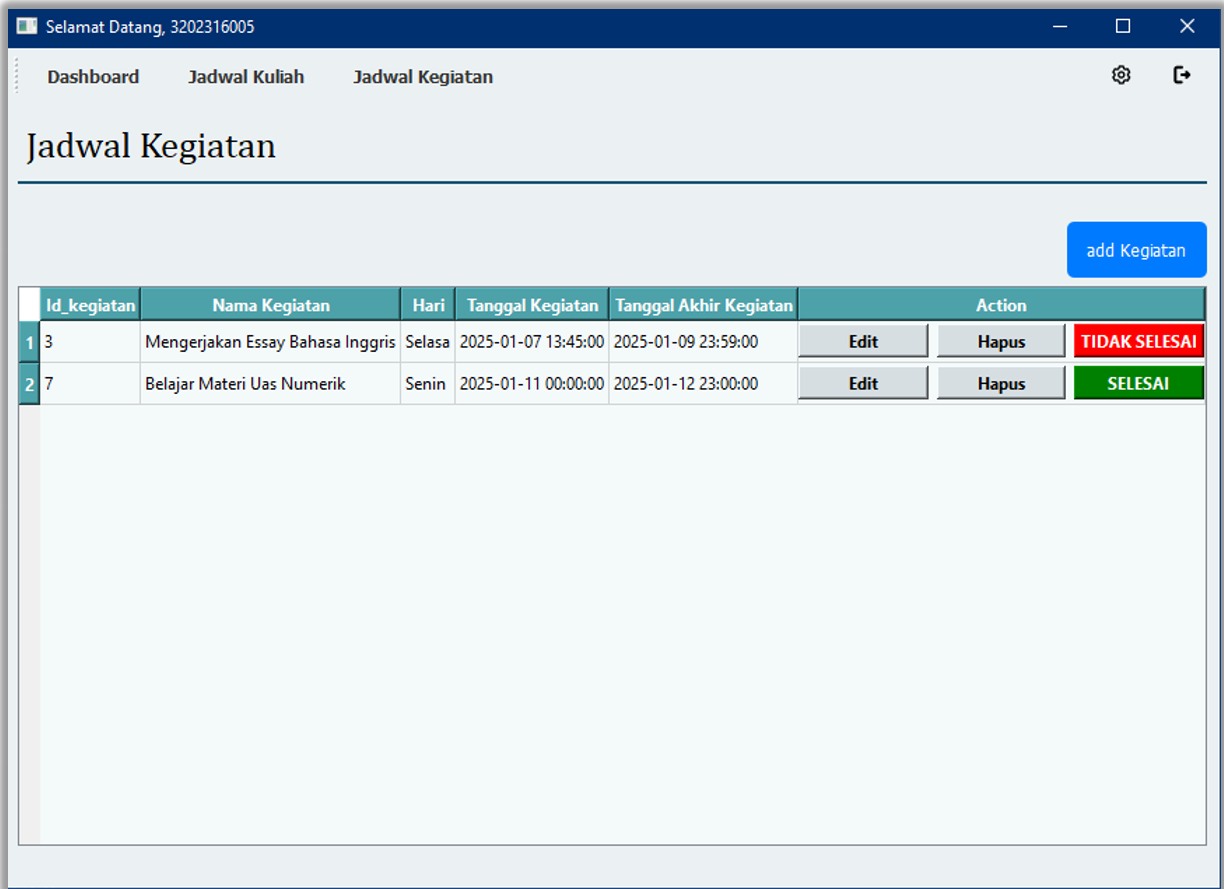 Selamat Datang, 3202316005
Dashboard Jadwal Kuliah Jadwal Kegiatan
Jadwal Kegiatan
add Kegiatan
Id_kegiatan Nama Kegiatan Hari Tanggal Kegiatan Tanggal Akhir Kegiatan Action
1 3 Mengerjakan Essay Bahasa Inggris Selasa 2025-01-07 13:45:00 2025-01-09 23:59:00 Edit Hapus TIDAK SELESAI
2 7 Belajar Materi Uas Numerik Senin 2025-01-11 00:00:00 2025-01-12 23:00:00 Edit Hapus SELESAI